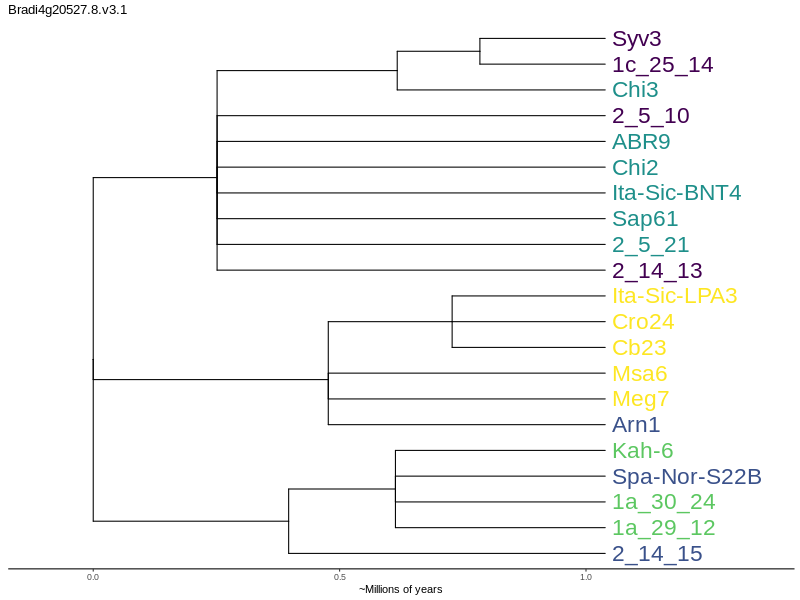 Bradi4g20527.8.v3.1
Syv3
1c_25_14
Chi3
2_5_10
ABR9
Chi2
Ita-Sic-BNT4
Sap61
2_5_21
2_14_13
Ita-Sic-LPA3
Cro24
Cb23
Msa6
Meg7
Arn1
Kah-6
Spa-Nor-S22B
1a_30_24
1a_29_12
2_14_15
0.0 0.5 1.0
~Millions of years